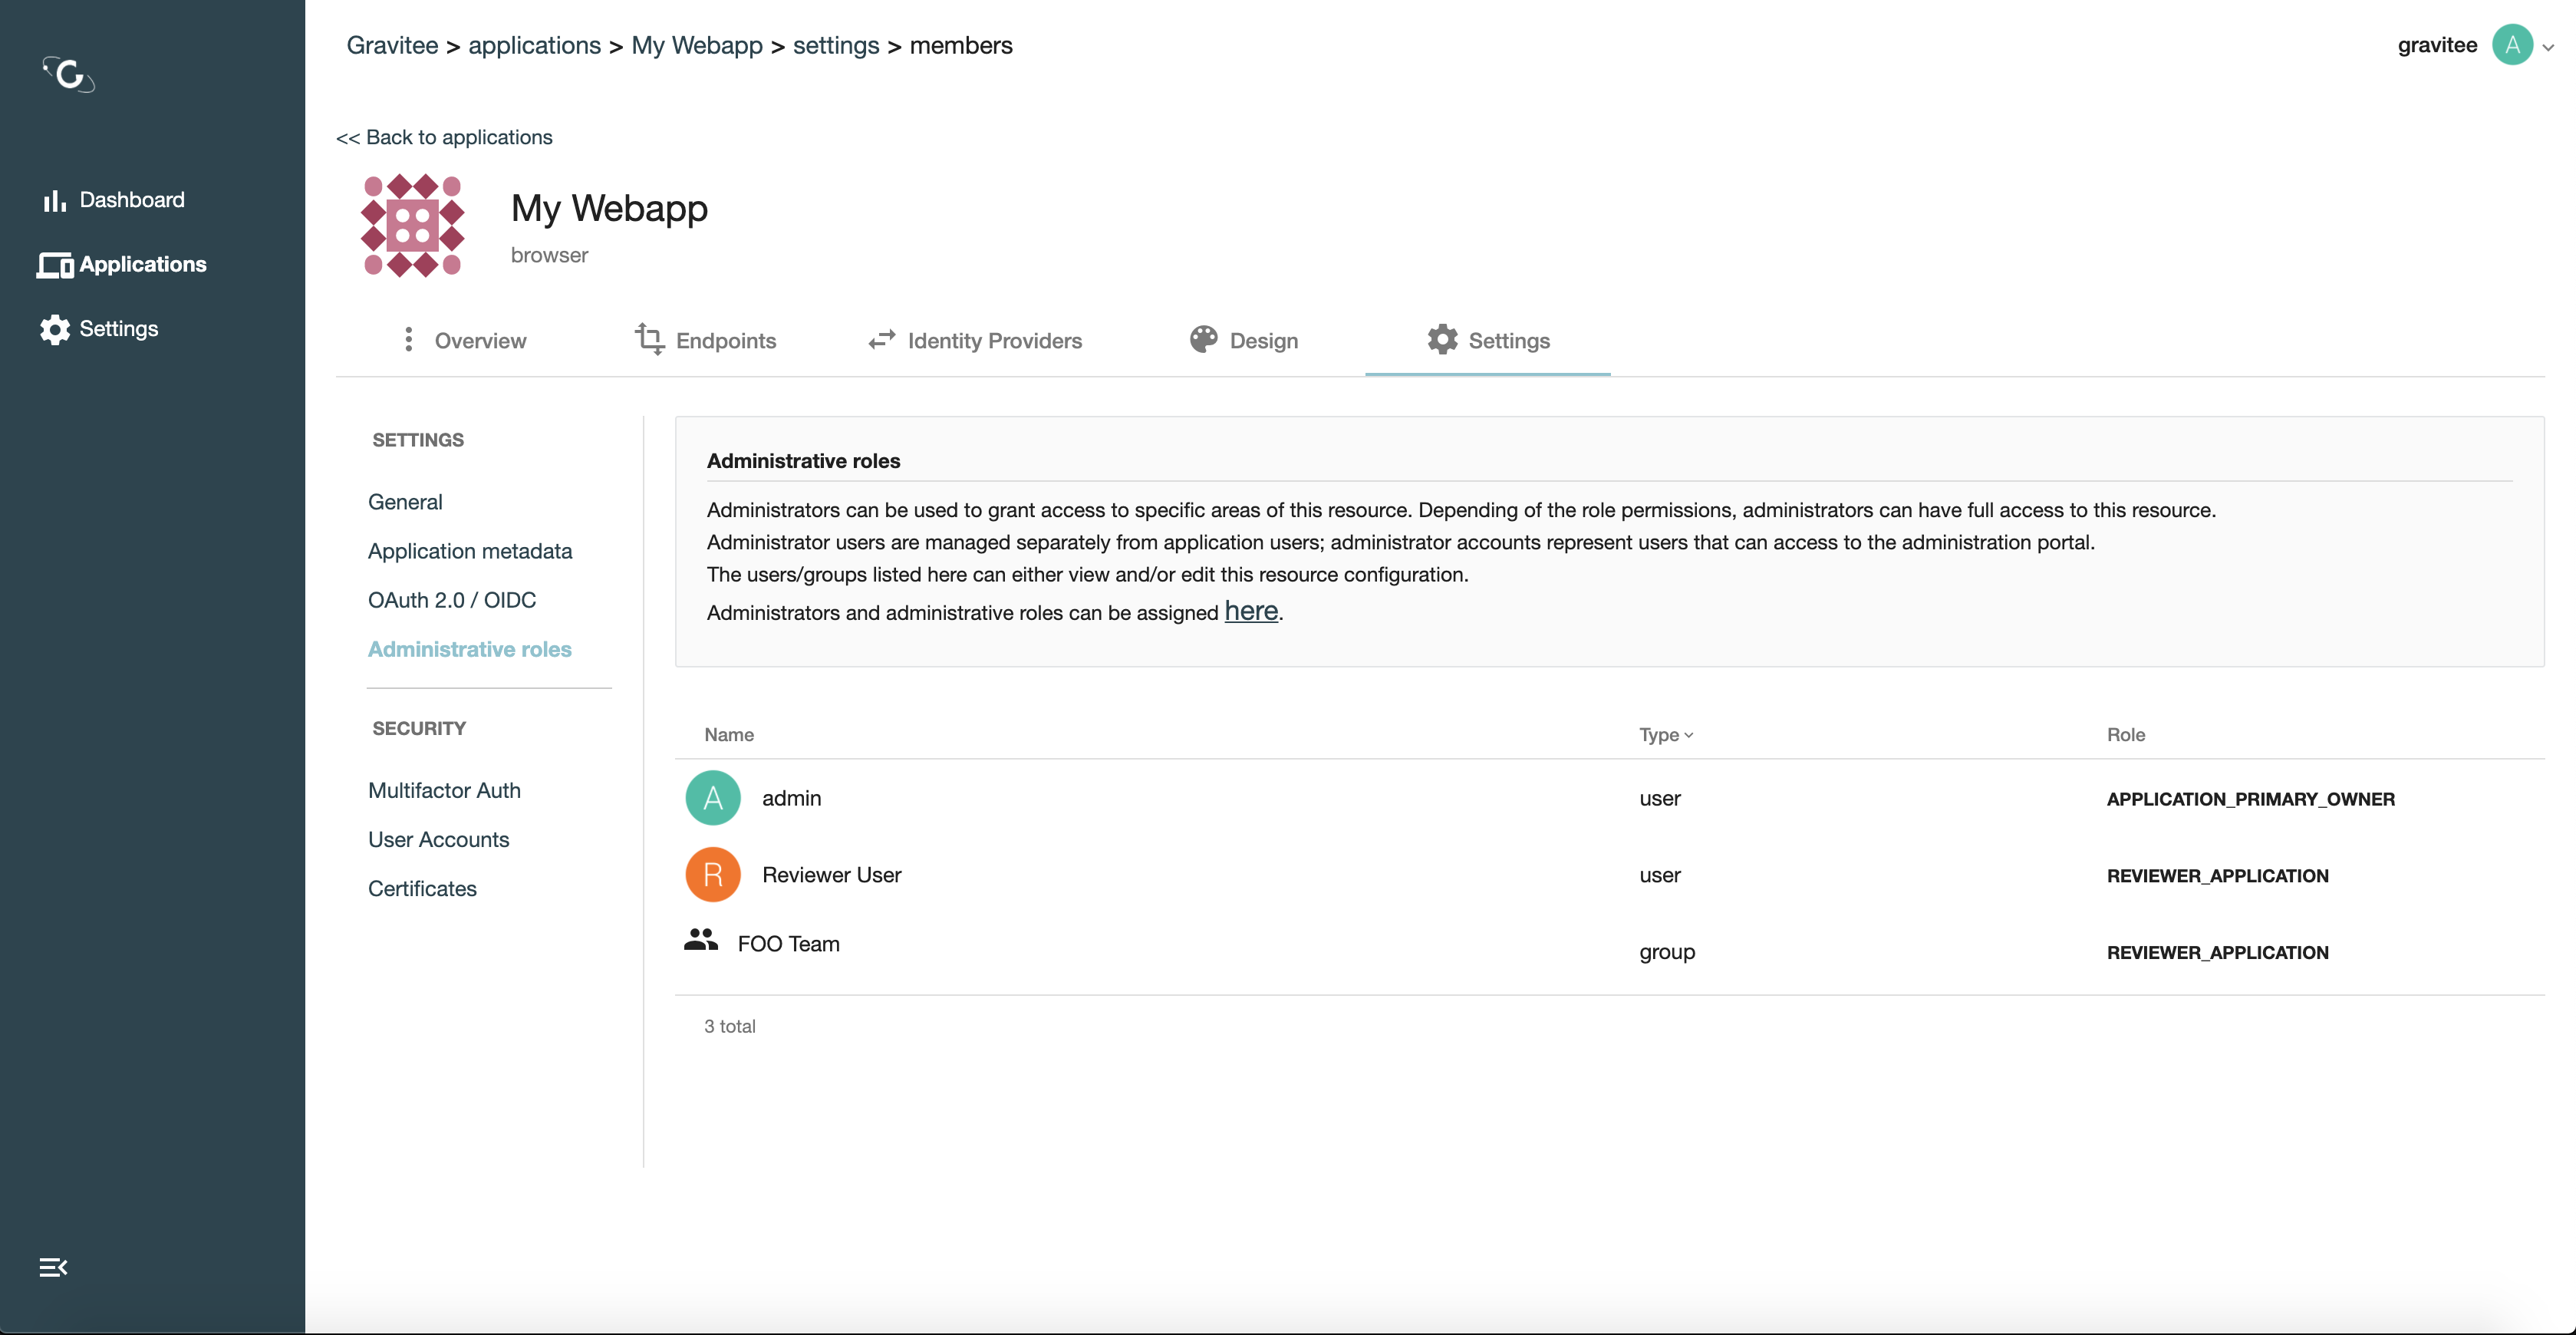 Gravitee > applications > My Webapp > settings > members
gravitee A
Dashboard
Applications
Settings
<< Back to applications
My Webapp
browser
Overview
Endpoints
Identity Providers
Design
Settings
SETTINGS
General
Application metadata
OAuth 2.0 / OIDC
Administrative roles
SECURITY
Multifactor Auth
User Accounts
Certificates
Administrative roles
Administrators can be used to grant access to specific areas of this resource. Depending of the role permissions, administrators can have full access to this resource.
Administrator users are managed separately from application users; administrator accounts represent users that can access to the administration portal.
The users/groups listed here can either view and/or edit this resource configuration.
Administrators and administrative roles can be assigned here.
Name Type Role
A admin user APPLICATION_PRIMARY_OWNER
R Reviewer User user REVIEWER_APPLICATION
FOO Team group REVIEWER_APPLICATION
3 total